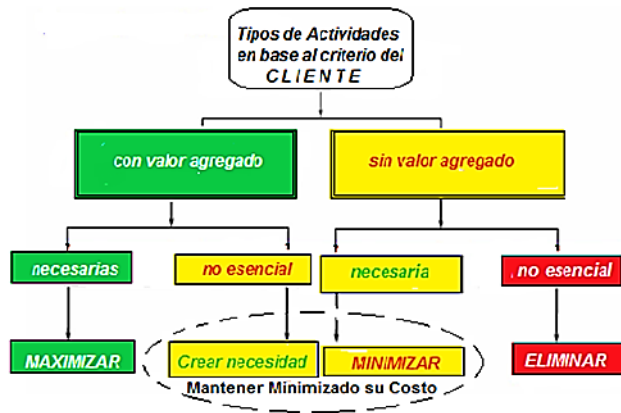 Tipos de Actividades
en base al criterio del
CLIENTE
con valor agregado
sin valor agregado
necesarias
no esencial
necesaria
no esencial
MAXIMIZAR
Crear necesidad
MINIMIZAR
ELIMINAR
Mantener Minimizado su Costo